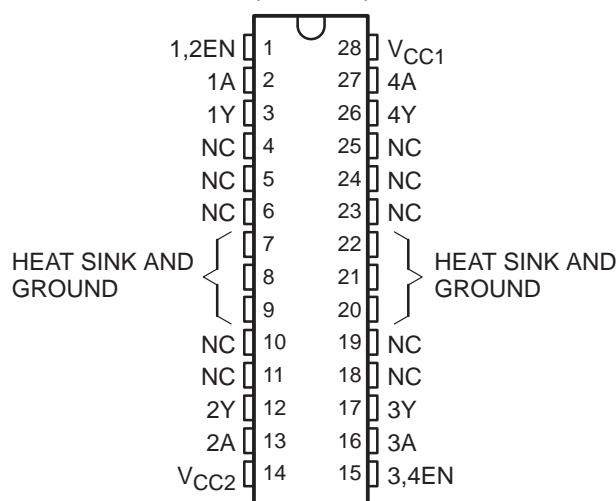 1,2EN 1 28 VCC1
1A 2 27 4A
1Y 3 26 4Y
NC 4 25 NC
NC 5 24 NC
NC 6 23 NC
7 22
HEAT SINK AND 8 21 HEAT SINK AND
GROUND GROUND
9 20
NC 10 19 NC
NC 11 18 NC
2Y 12 17 3Y
2A 13 16 3A
VCC2 14 15 3,4EN